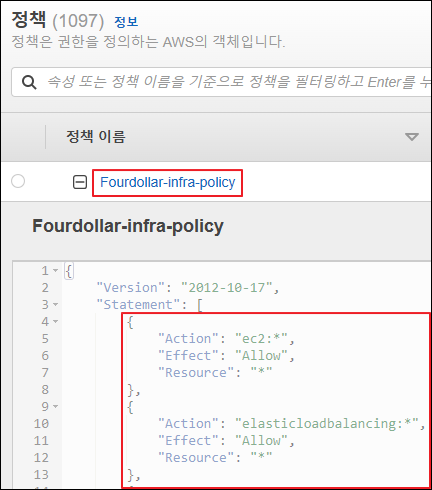 정책 (1097) 정보
정책은 권한을 정의하는 AWS의 객체입니다.
속성 또는 정책 이름을 기준으로 정책을 필터링하고 Enter를 누
정책 이름
Fourdollar-infra-policy
Fourdollar-infra-policy
1 {
2 "Version": "2012-10-17",
3 "Statement": [
4 {
5 "Action": "ec2:*",
6 "Effect": "Allow",
7 "Resource": "*"
8 },
9 {
10 "Action": "elasticloadbalancing:*",
11 "Effect": "Allow",
12 "Resource": "*"
13 },
14 {